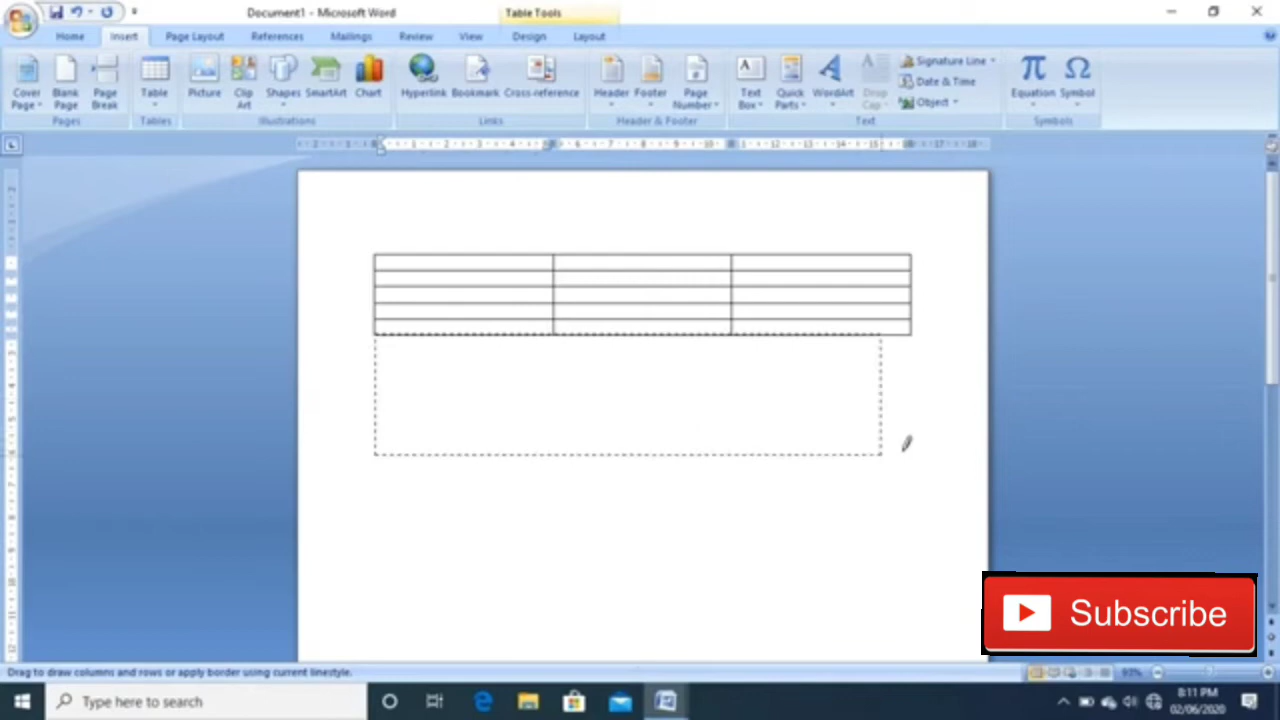 Document1 - Microsoft Word
Table Tools
Home Insert Page Layout References Mailings Review View Design Layout
Cover Page
Blank Page
Page Break
Table
Picture
Clip Art
Shapes
SmartArt
Chart
Hyperlink
Bookmark
Cross-reference
Header
Footer
Page Number
Text Box
Quick Parts
WordArt
Drop Cap
Signature Line
Date & Time
Object
Equation
Symbol
Pages
Tables
Illustrations
Links
Header & Footer
Text
Symbols
Subscribe
Drag to draw columns and rows or apply border using current linestyle.
93%
Type here to search
8:11 PM
02/06/2020